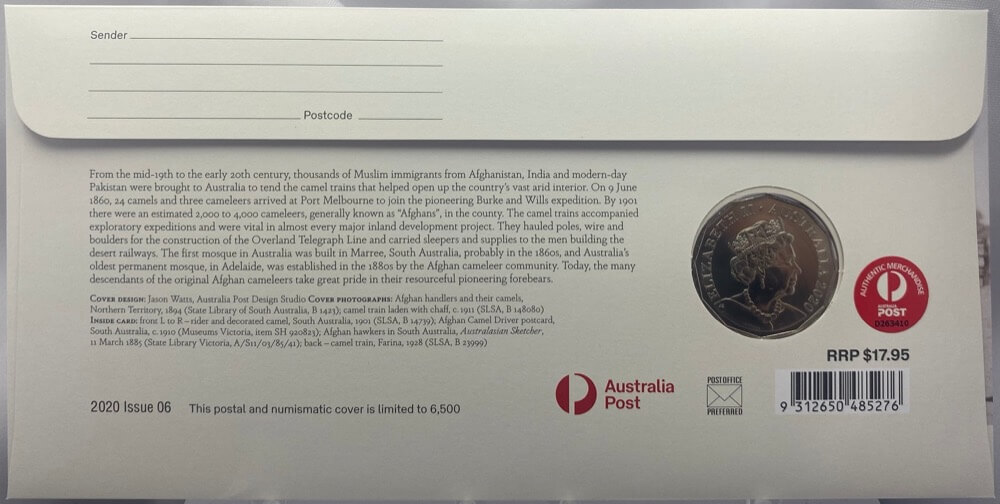 Sender
Postcode
From the mid-19th to the early 20th century, thousands of Muslim immigrants from Afghanistan, India and modern-day
Pakistan were brought to Australia to tend the camel trains that helped open up the country's vast arid interior. On 9 June
1860, 24 camels and three cameleers arrived at Port Melbourne to join the pioneering Burke and Wills expedition. By 1901
there were an estimated 2,000 to 4,000 cameleers, generally known as "Afghans", in the county. The camel trains accompanied
exploratory expeditions and were vital in almost every major inland development project. They hauled poles, wire and
boulders for the construction of the Overland Telegraph Line and carried sleepers and supplies to the men building the
desert railways. The first mosque in Australia was built in Marree, South Australia, probably in the 1860s, and Australia's
oldest permanent mosque, in Adelaide, was established in the 1880s by the Afghan cameleer community. Today, the many
descendants of the original Afghan cameleers take great pride in their resourceful pioneering forebears.
COVER DESIGN: Jason Watts, Australia Post Design Studio COVER PHOTOGRAPHS: Afghan handlers and their camels,
Northern Territory, 1894 (State Library of South Australia, B 1423); camel train laden with chaff, c. 1911 (SLSA, B 148080)
INSIDE CARD: front L to R – rider and decorated camel, South Australia, 1901 (SLSA, B 14739); Afghan Camel Driver postcard,
South Australia, c. 1910 (Museums Victoria, item SH 920823); Afghan hawkers in South Australia, Australasian Sketcher,
11 March 1885 (State Library Victoria, A/S11/03/85/41); back – camel train, Farina, 1928 (SLSA, B 23999)
ELIZABETH II AUSTRALIA 2020
AUTHENTIC MERCHANDISE
AUSTRALIA
POST
D263410
RRP $17.95
2020 Issue 06 This postal and numismatic cover is limited to 6,500
Australia
Post
POST OFFICE
PREFERRED
9 312650 485276